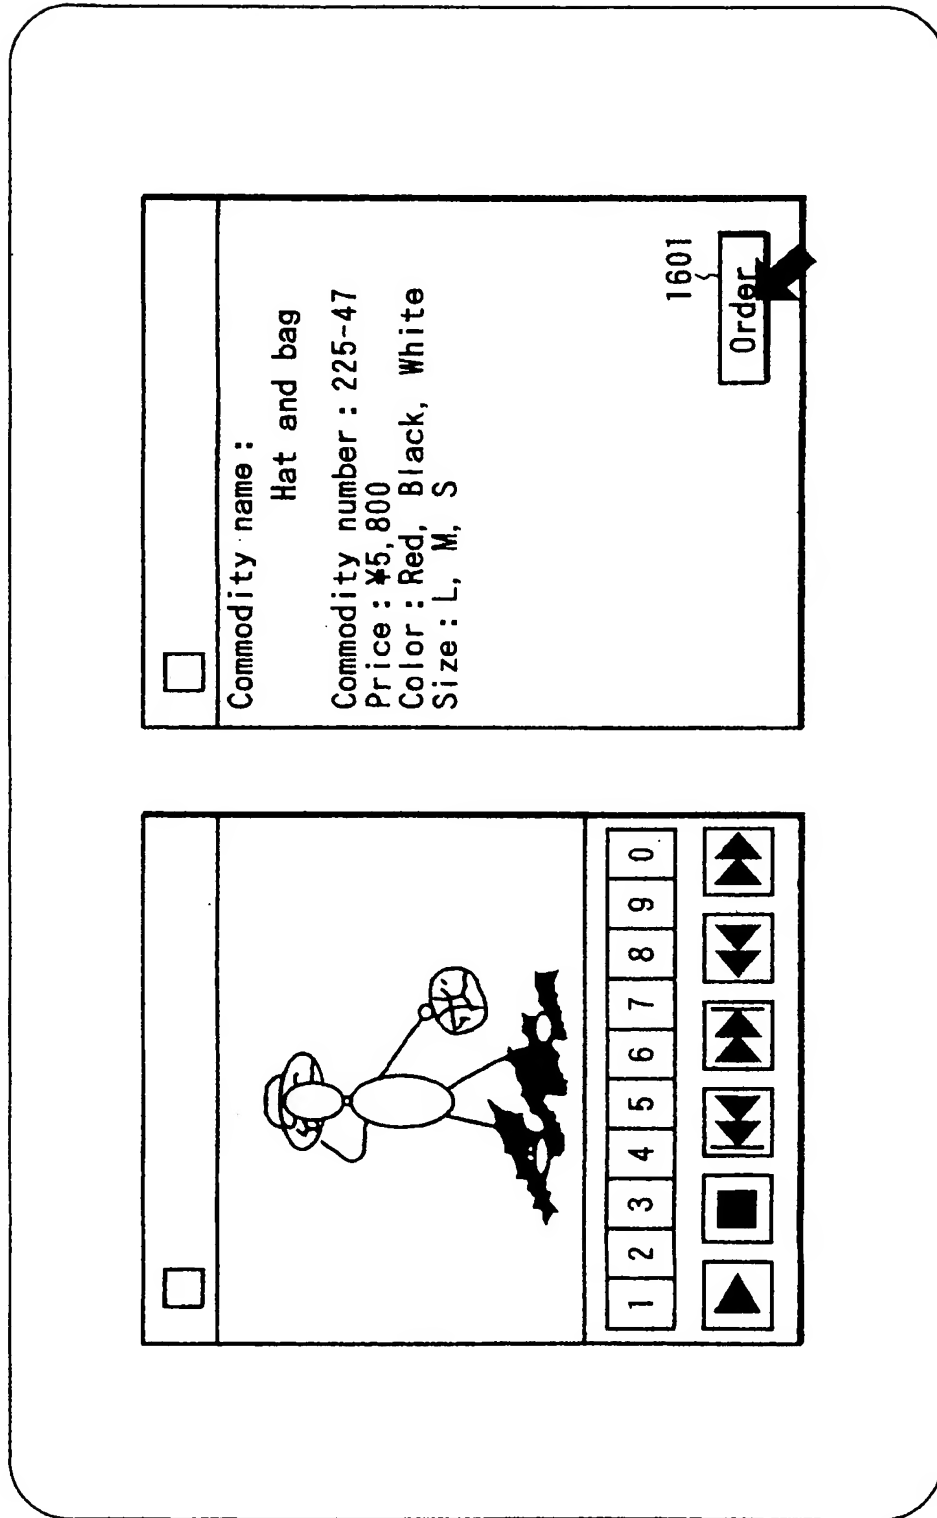 1 2 3 4 5 6 7 8 9 0
Commodity name :
Hat and bag
Commodity number : 225-47
Price : ¥5,800
Color : Red, Black, White
Size : L, M, S
1601
Order